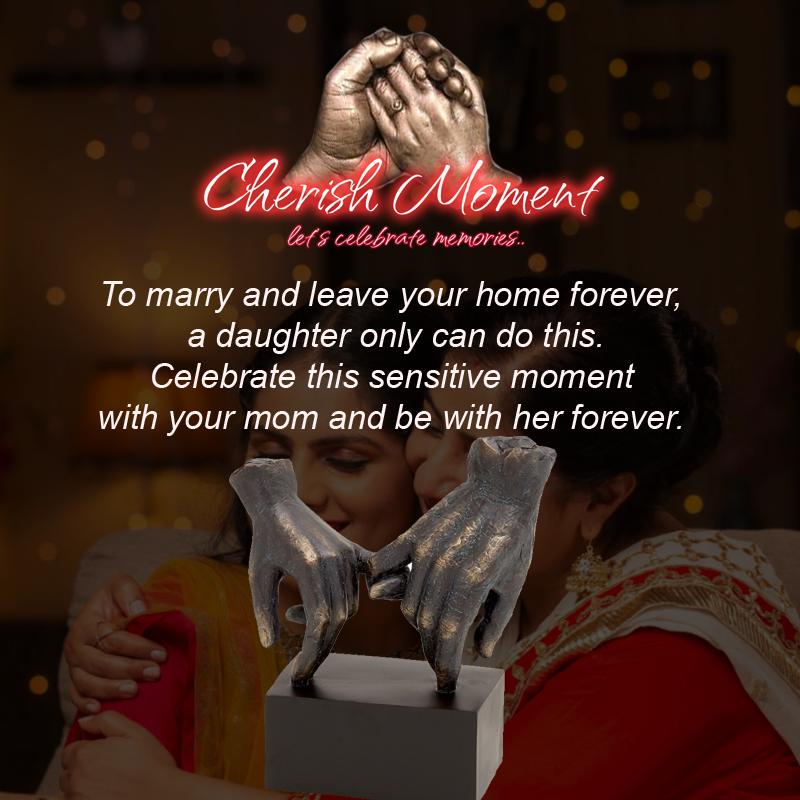 Cherish Moment
let's celebrate memories..
To marry and leave your home forever,
a daughter only can do this.
Celebrate this sensitive moment
with your mom and be with her forever.